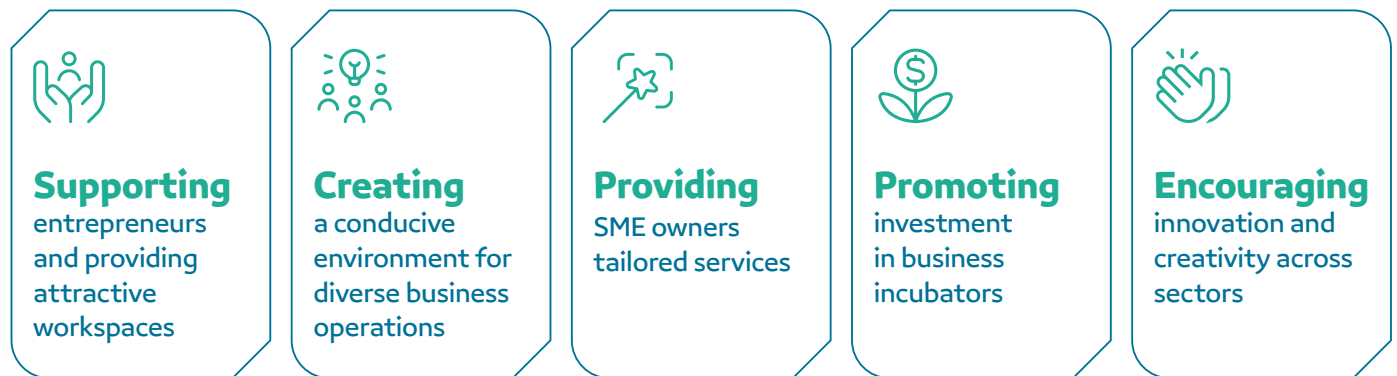 Supporting
entrepreneurs
and providing
attractive
workspaces
Creating
a conducive
environment for
diverse business
operations
Providing
SME owners
tailored services
Promoting
investment
in business
incubators
Encouraging
innovation and
creativity across
sectors